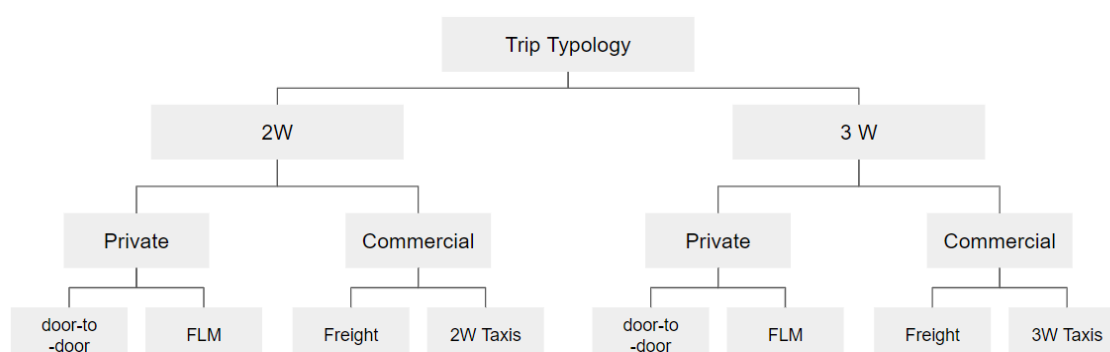 Trip Typology
2W
3 W
Private
Commercial
Private
Commercial
door-to
-door
FLM
Freight
2W Taxis
door-to
-door
FLM
Freight
3W Taxis